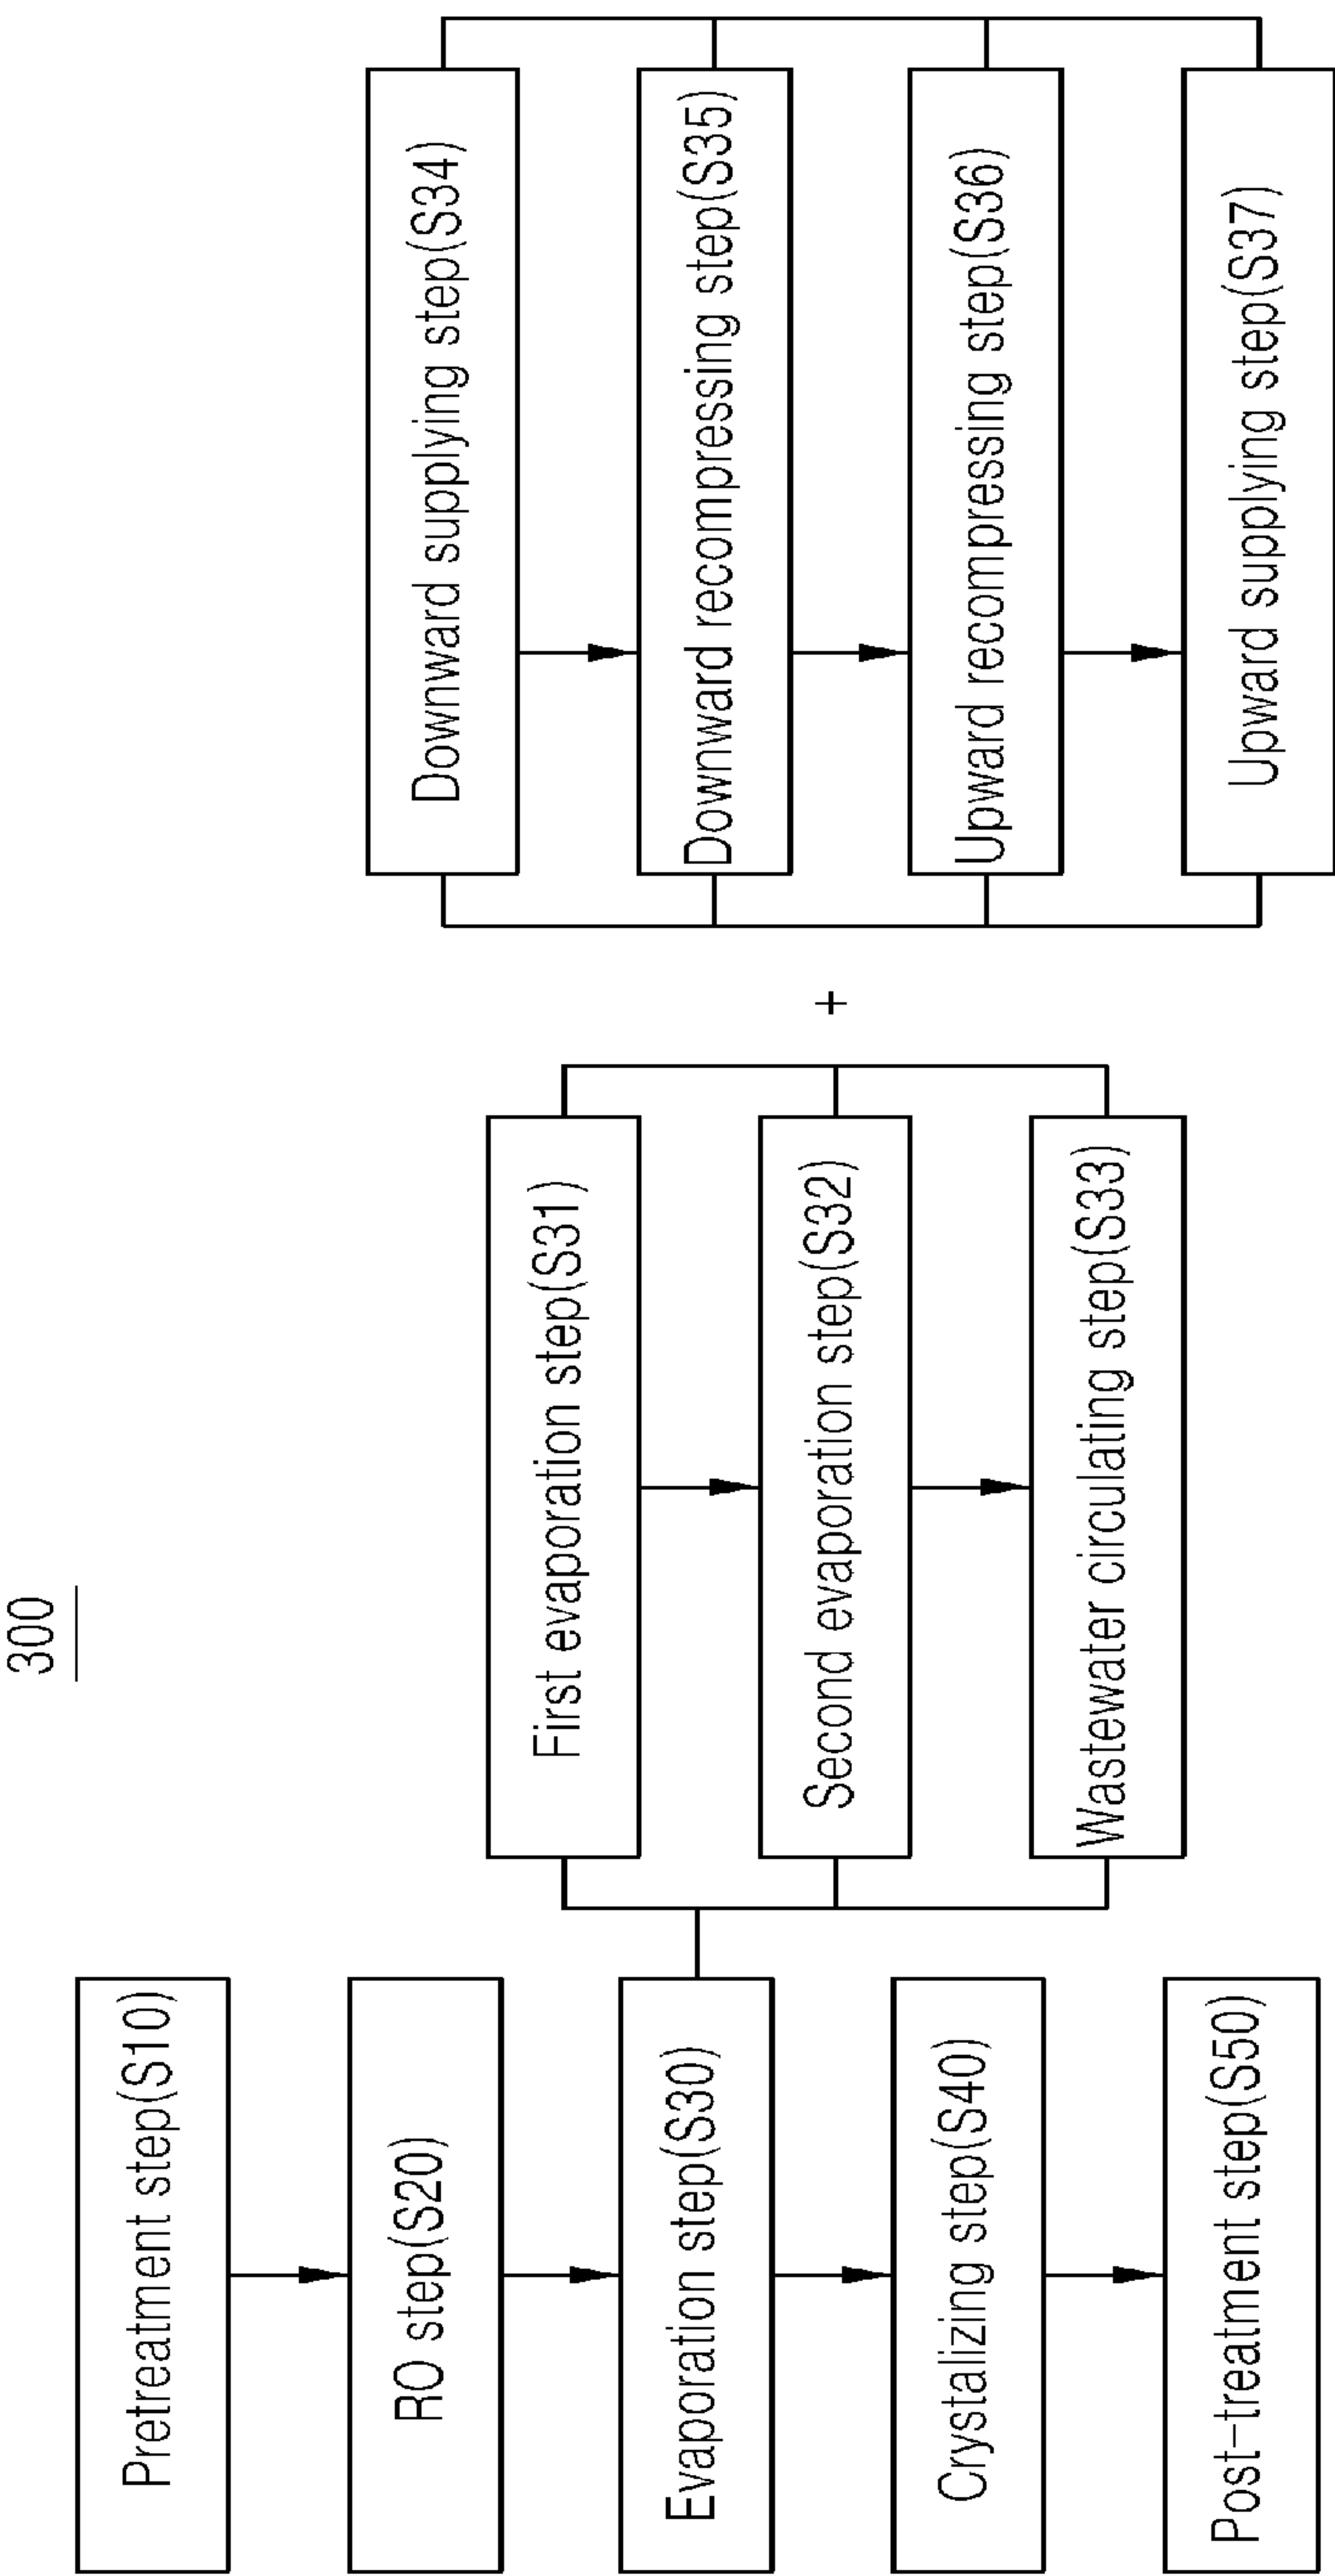 300
Pretreatment step(S10)
RO step(S20)
Evaporation step(S30)
Crystalizing step(S40)
Post-treatment step(S50)
First evaporation step(S31)
Second evaporation step(S32)
Wastewater circulating step(S33)
+
Downward supplying step(S34)
Downward recompressing step(S35)
Upward recompressing step(S36)
Upward supplying step(S37)